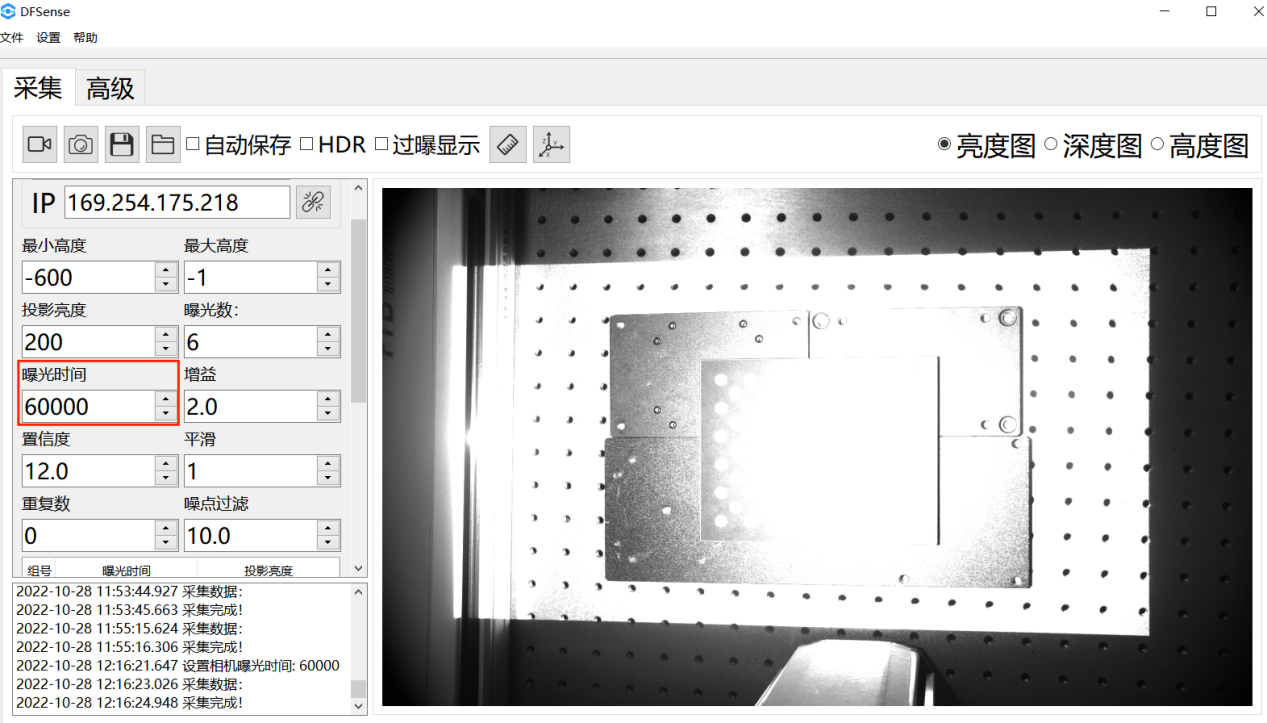 DFSense
文件 设置 帮助
采集 高级
自动保存 HDR 过曝显示 亮度图 深度图 高度图
IP 169.254.175.218
最小高度 最大高度
-600 -1
投影亮度 曝光数:
200 6
曝光时间 增益
60000 2.0
置信度 平滑
12.0 1
重复数 噪点过滤
0 10.0
组号 曝光时间 投影亮度
2022-10-28 11:53:44.927 采集数据:
2022-10-28 11:53:45.663 采集完成!
2022-10-28 11:55:15.624 采集数据:
2022-10-28 11:55:16.306 采集完成!
2022-10-28 12:16:21.647 设置相机曝光时间: 60000
2022-10-28 12:16:23.026 采集数据:
2022-10-28 12:16:24.948 采集完成!